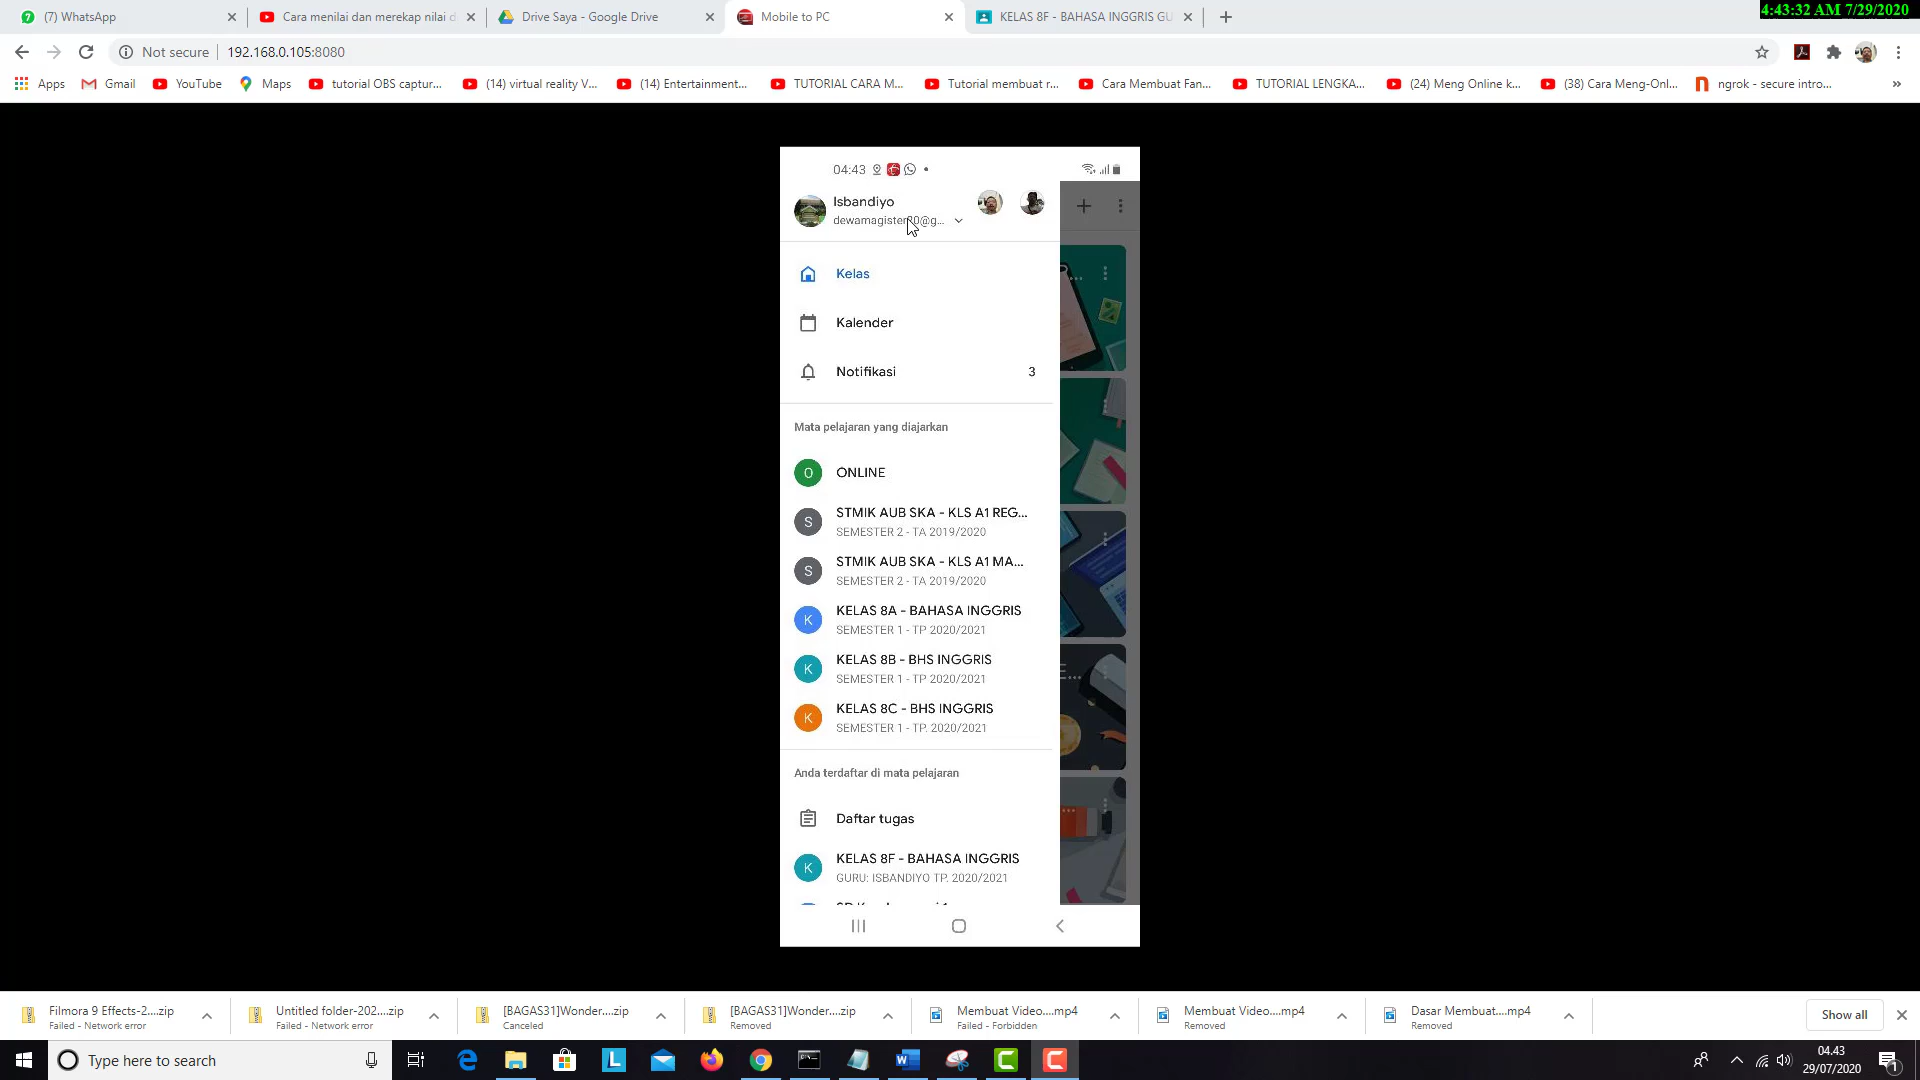 (7) WhatsApp
Cara menilai dan merekap nilai d
Drive Saya - Google Drive
Mobile to PC
KELAS 8F - BAHASA INGGRIS GU
4:43:32 AM 7/29/2020
Not secure
192.168.0.105:8080
Apps
Gmail
YouTube
Maps
tutorial OBS captur...
(14) virtual reality V...
(14) Entertainment...
TUTORIAL CARA M...
Tutorial membuat r...
Cara Membuat Fan...
TUTORIAL LENGKA...
(24) Meng Online k...
(38) Cara Meng-Onl...
ngrok - secure intro...
04:43
Isbandiyo
Kelas
Kalender
Notifikasi 3
Mata pelajaran yang diajarkan
O ONLINE
S STMIK AUB SKA - KLS A1 REG...
SEMESTER 2 - TA 2019/2020
S STMIK AUB SKA - KLS A1 MA...
SEMESTER 2 - TA 2019/2020
K KELAS 8A - BAHASA INGGRIS
SEMESTER 1 - TP 2020/2021
K KELAS 8B - BHS INGGRIS
SEMESTER 1 - TP 2020/2021
K KELAS 8C - BHS INGGRIS
SEMESTER 1 - TP. 2020/2021
Anda terdaftar di mata pelajaran
Daftar tugas
K KELAS 8F - BAHASA INGGRIS
GURU: ISBANDIYO TP. 2020/2021
Filmora 9 Effects-2....zip
Failed - Network error
Untitled folder-202....zip
Failed - Network error
[BAGAS31]Wonder....zip
Canceled
[BAGAS31]Wonder....zip
Removed
Membuat Video....mp4
Failed - Forbidden
Membuat Video....mp4
Removed
Dasar Membuat....mp4
Removed
Show all
Type here to search
04.43
29/07/2020
1